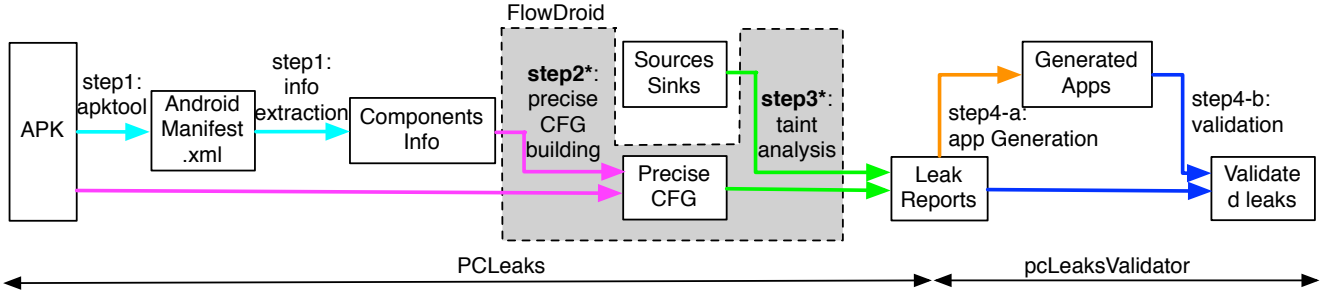 FlowDroid
APK
step1:
apktool
Android
Manifest
.xml
step1:
info
extraction
Components
Info
step2*:
precise
CFG
building
Sources
Sinks
Precise
CFG
step3*:
taint
analysis
Leak
Reports
step4-a:
app Generation
Generated
Apps
step4-b:
validation
Validate
d leaks
PCLeaks
pcLeaksValidator